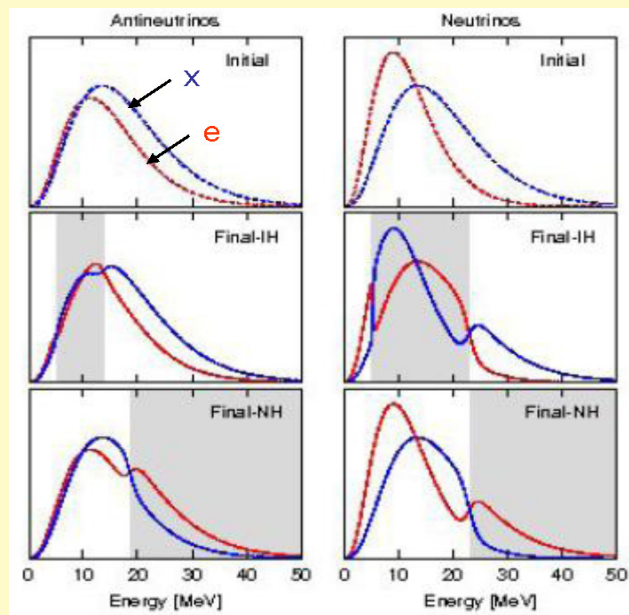 Antineutrinos
Neutrinos
Initial
Initial
x
e
Final-IH
Final-IH
Final-NH
Final-NH
0 10 20 30 40 50
0 10 20 30 40 50
Energy [MeV]
Energy [MeV]